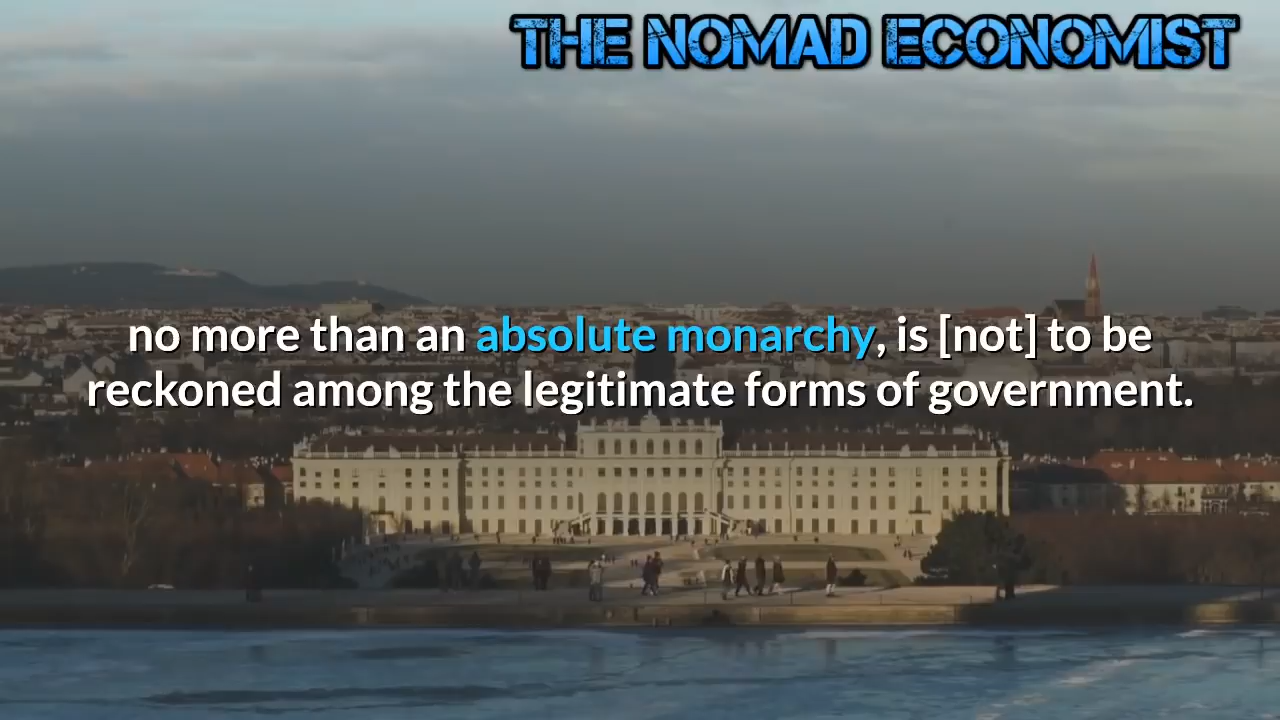 THE NOMAD ECONOMIST
no more than an absolute monarchy, is [not] to be
reckoned among the legitimate forms of government.